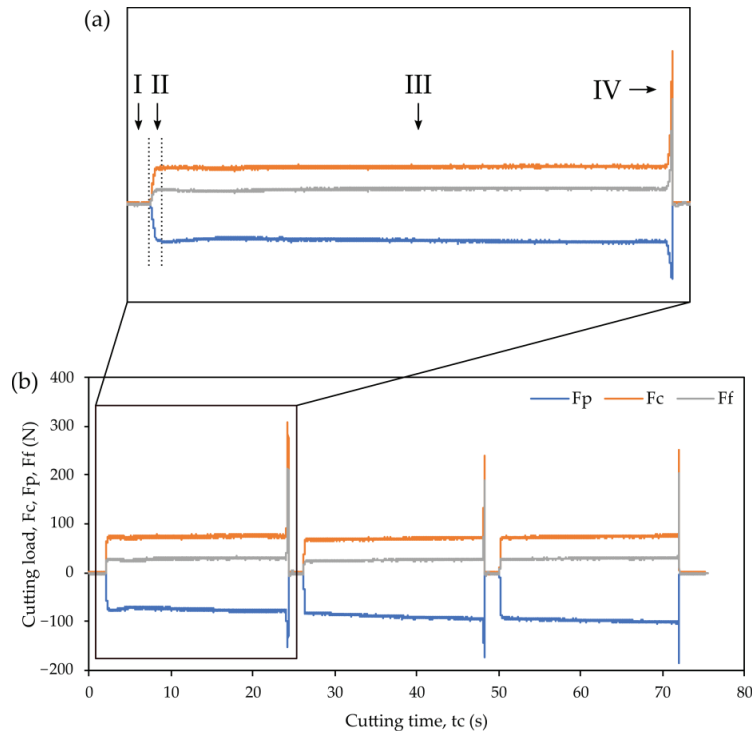 (a)
I II III IV
(b)
Fp Fc Ff
Cutting load, Fc, Fp, Ff (N)
400
300
200
100
0
−100
−200
0 10 20 30 40 50 60 70 80
Cutting time, tc (s)